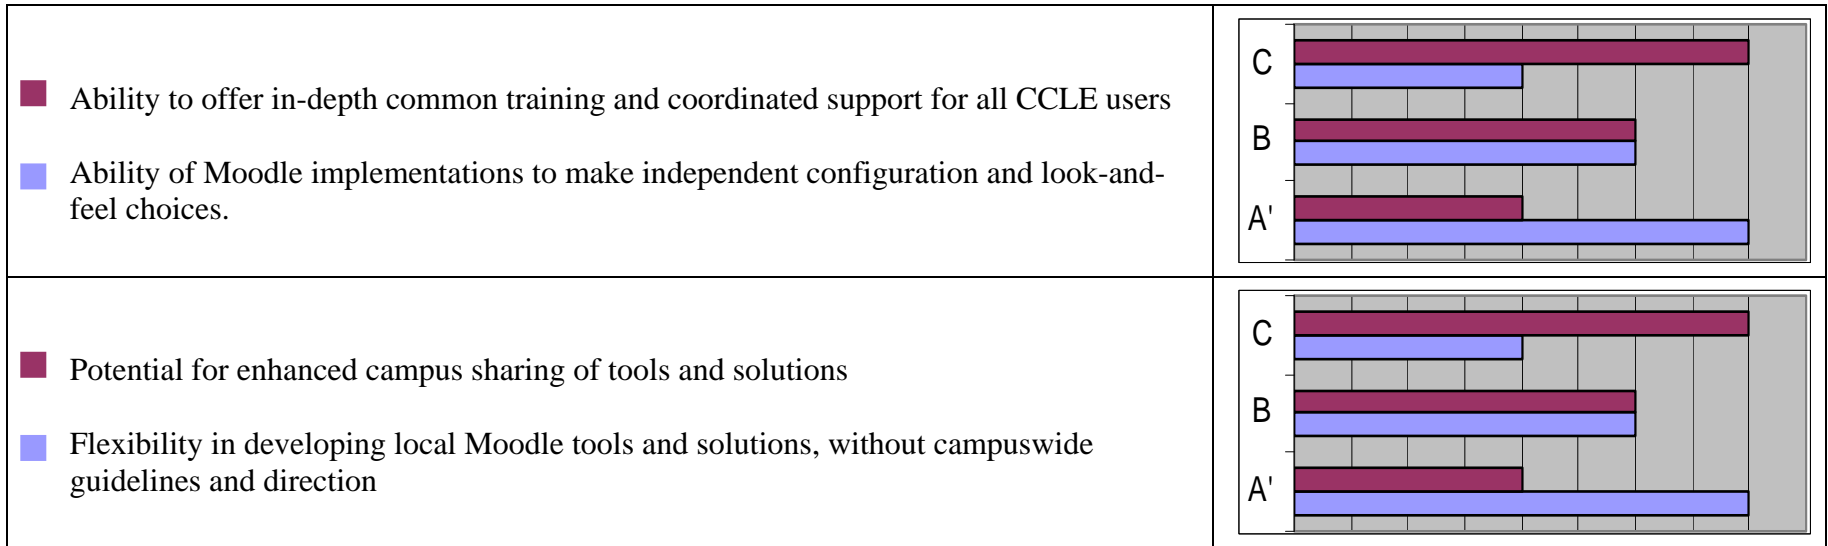 Ability to offer in-depth common training and coordinated support for all CCLE users
Ability of Moodle implementations to make independent configuration and look-and-
feel choices.
C
B
A'
Potential for enhanced campus sharing of tools and solutions
Flexibility in developing local Moodle tools and solutions, without campuswide
guidelines and direction
C
B
A'